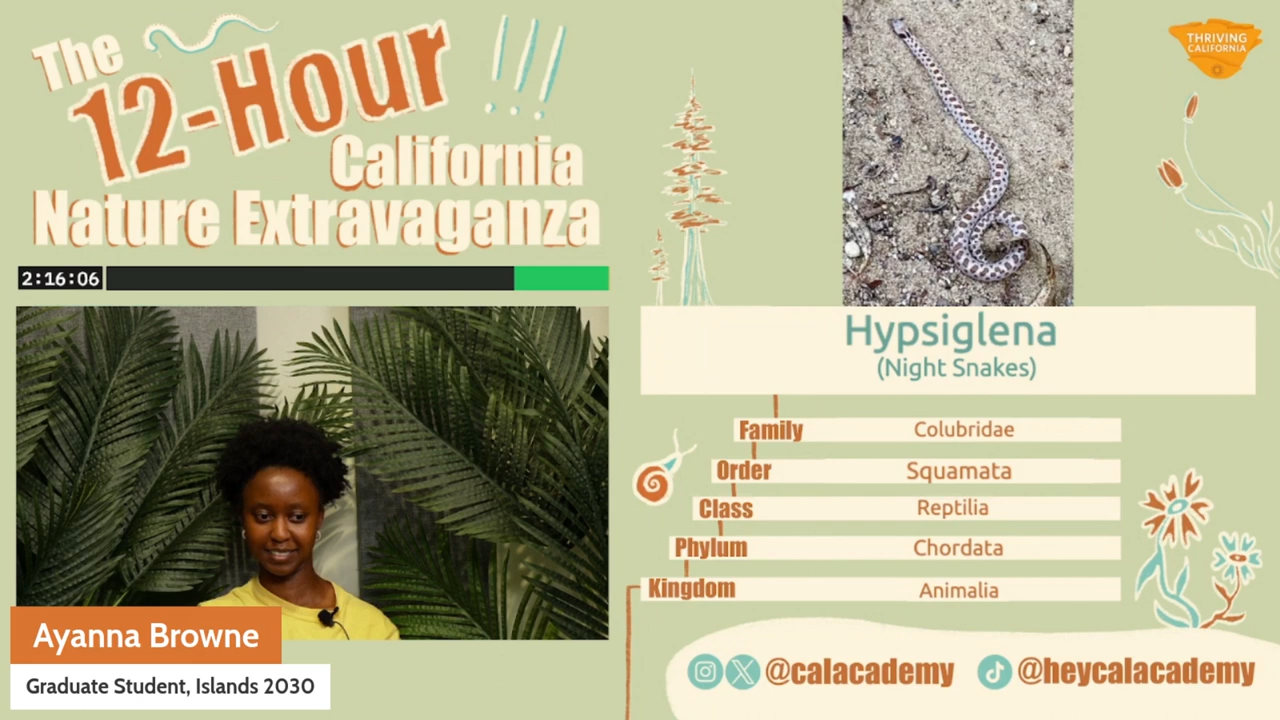 The
12-Hour !!!
California
Nature Extravaganza
2:16:06
Ayanna Browne
Graduate Student, Islands 2030
THRIVING
CALIFORNIA
Hypsiglena
(Night Snakes)
Family Colubridae
Order Squamata
Class Reptilia
Phylum Chordata
Kingdom Animalia
@calacademy @heycalacademy